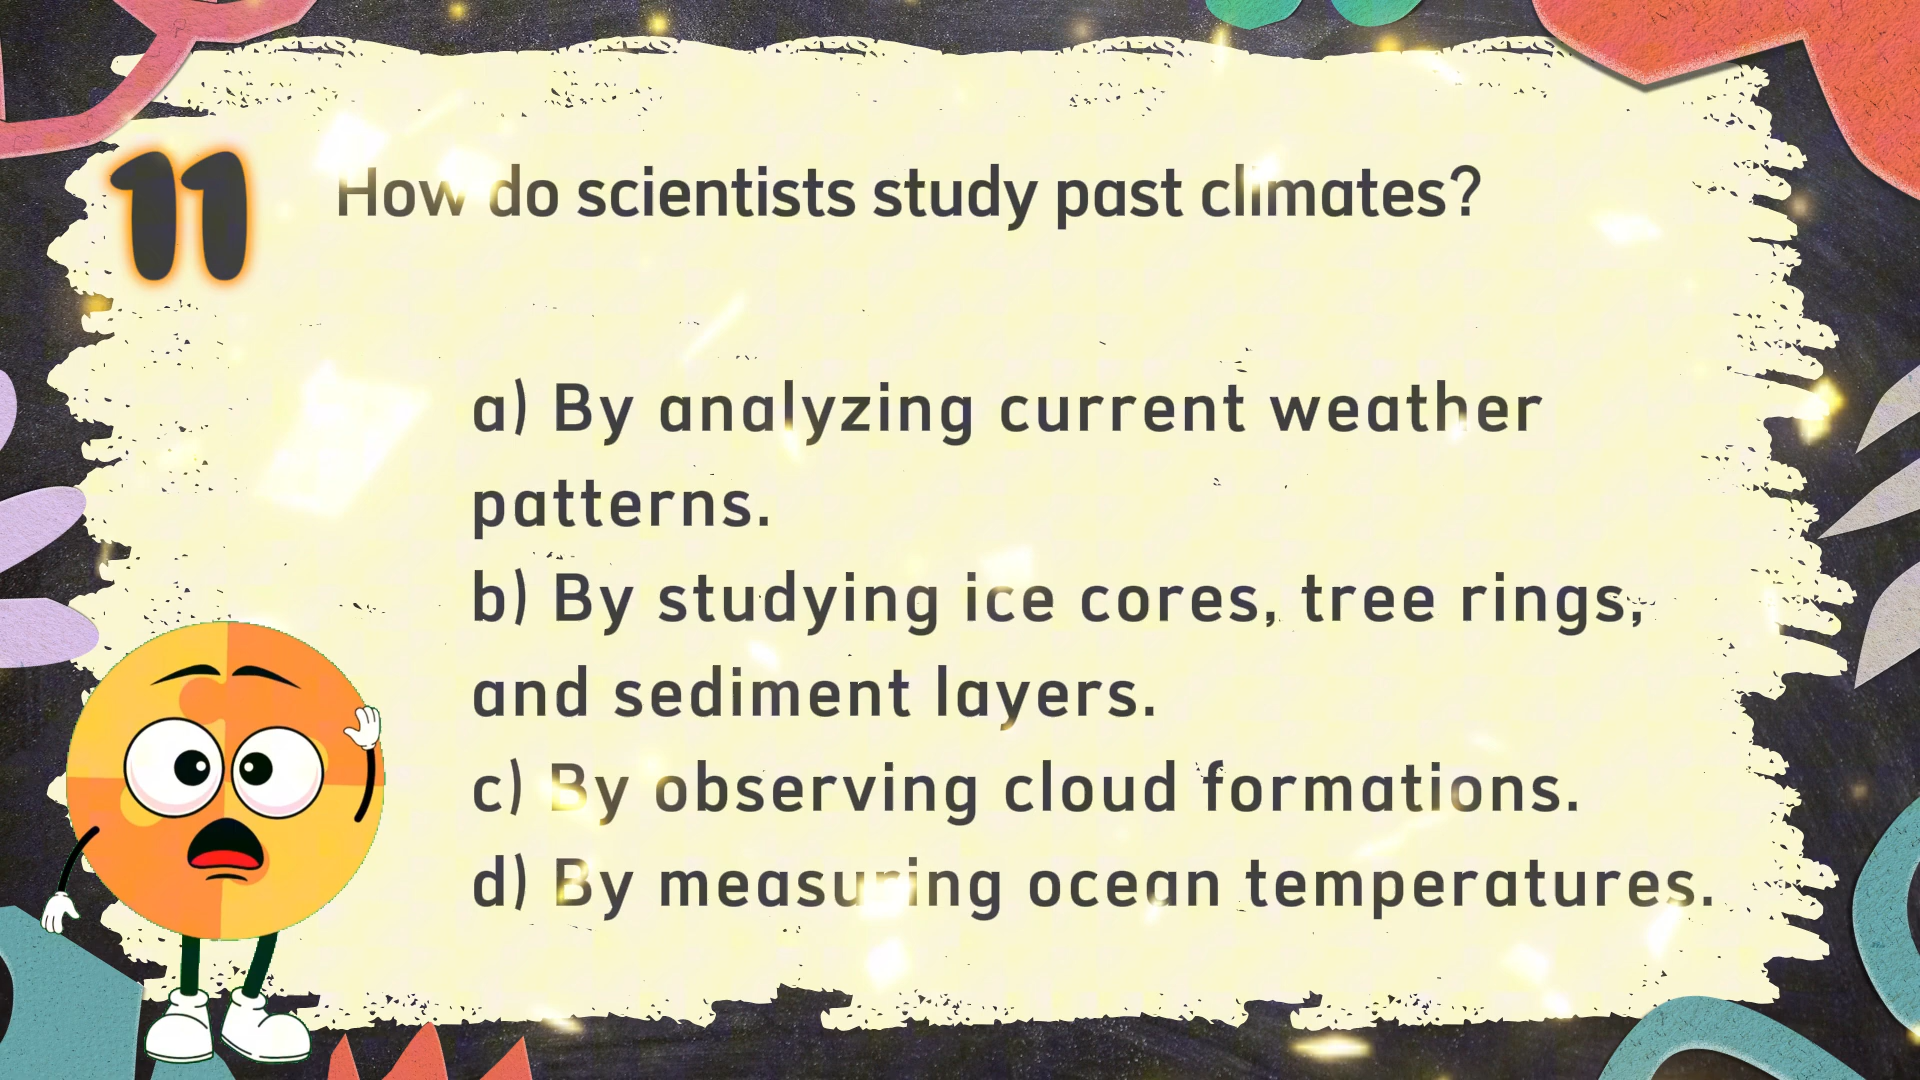 11
How do scientists study past climates?
a) By analyzing current weather
patterns.
b) By studying ice cores, tree rings,
and sediment layers.
c) By observing cloud formations.
d) By measuring ocean temperatures.